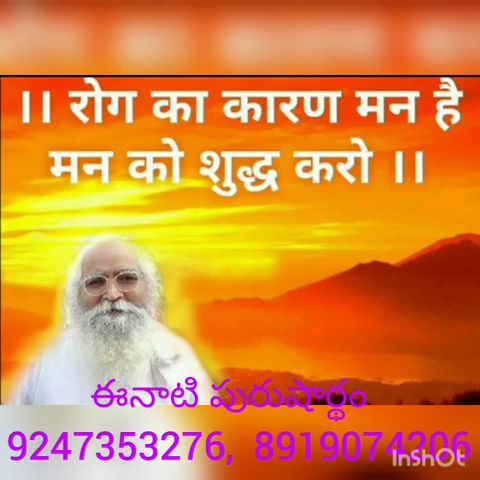 ।। रोग का कारण मन है
मन को शुद्ध करो ।।
ఈనాటి పురుషార్థం
9247353276, 8919074206
InShOt